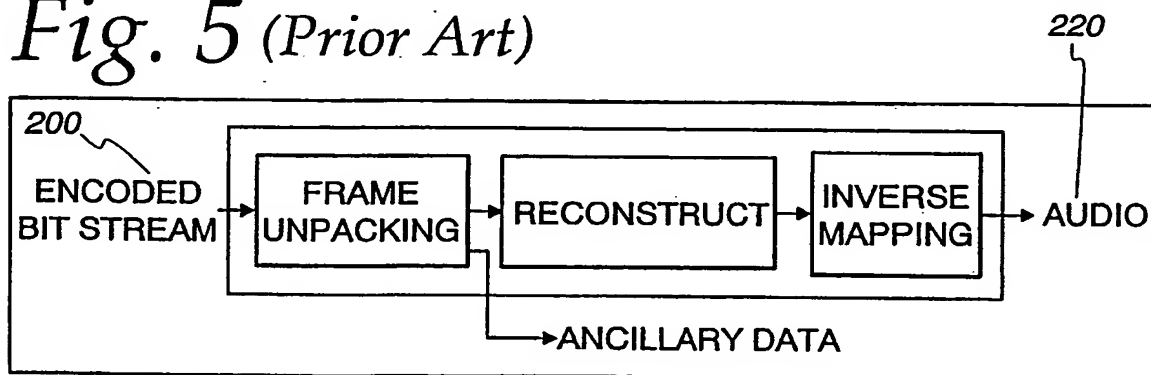 Fig. 5 (Prior Art)
220
200
ENCODED
BIT STREAM
FRAME
UNPACKING
RECONSTRUCT
INVERSE
MAPPING
AUDIO
ANCILLARY DATA